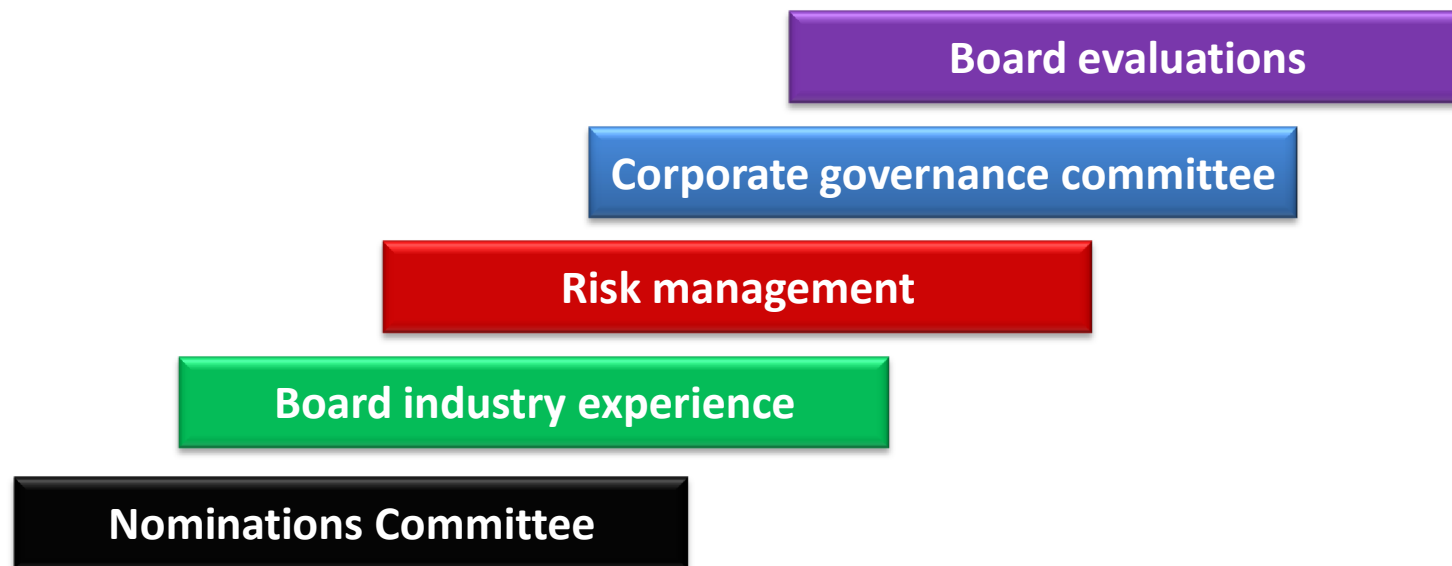 Board evaluations
Corporate governance committee
Risk management
Board industry experience
Nominations Committee